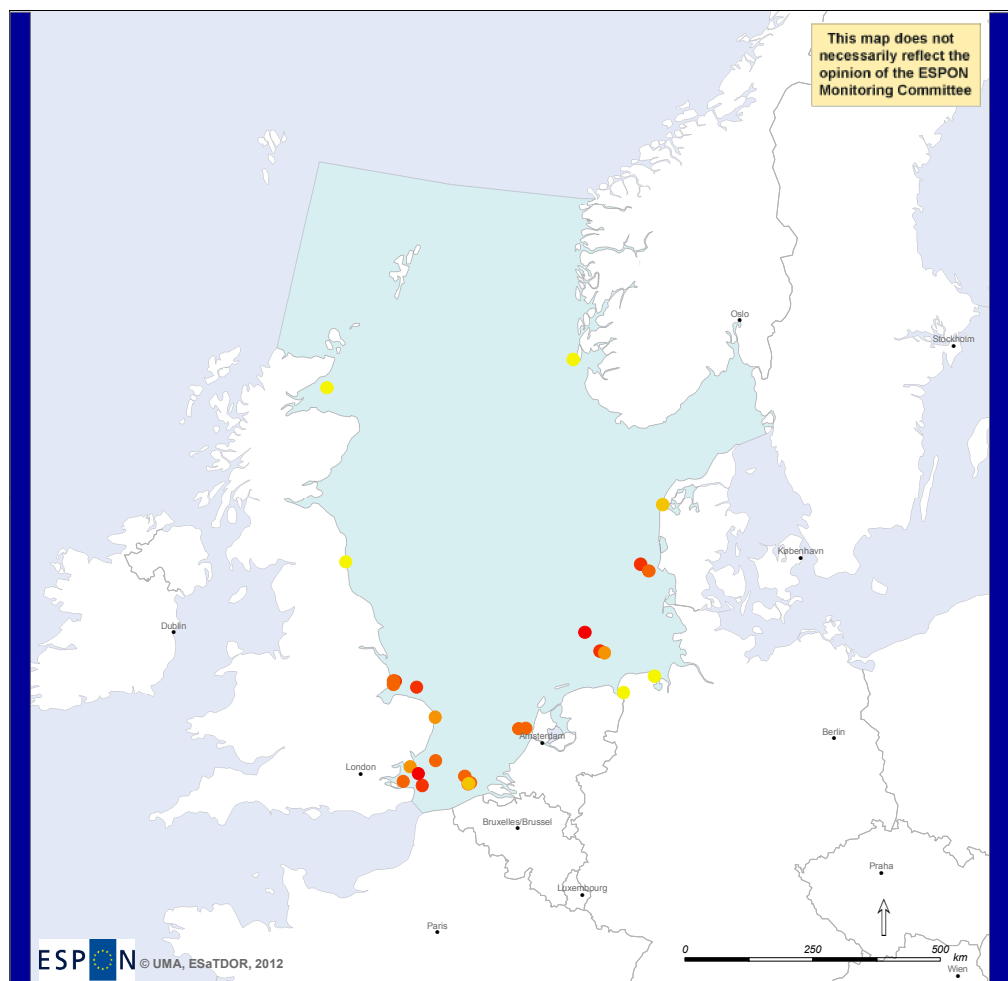 This map does not
necessarily reflect the
opinion of the ESPON
Monitoring Committee
Oslo
Stockholm
København
Dublin
Amsterdam
Berlin
London
Bruxelles/Brussel
Praha
Luxembourg
Paris
0 250 500
km
Wien
ESPON © UMA, ESaTDOR, 2012